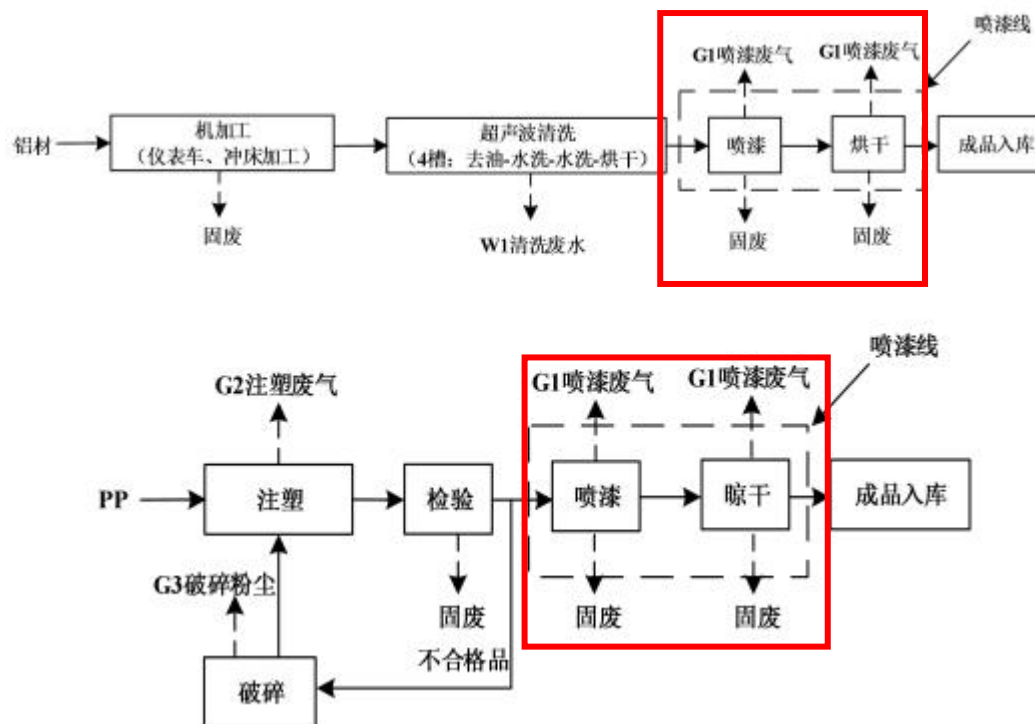 喷漆线
G1喷漆废气
G1喷漆废气
铝材
机加工
（仪表车、冲床加工）
超声波清洗
（4槽；去油-水洗-水洗-烘干）
喷漆
烘干
成品入库
固废
W1清洗废水
固废
固废
喷漆线
G2注塑废气
G1喷漆废气
G1喷漆废气
PP
注塑
检验
喷漆
晾干
成品入库
G3破碎粉尘
固废
固废
固废
不合格品
破碎